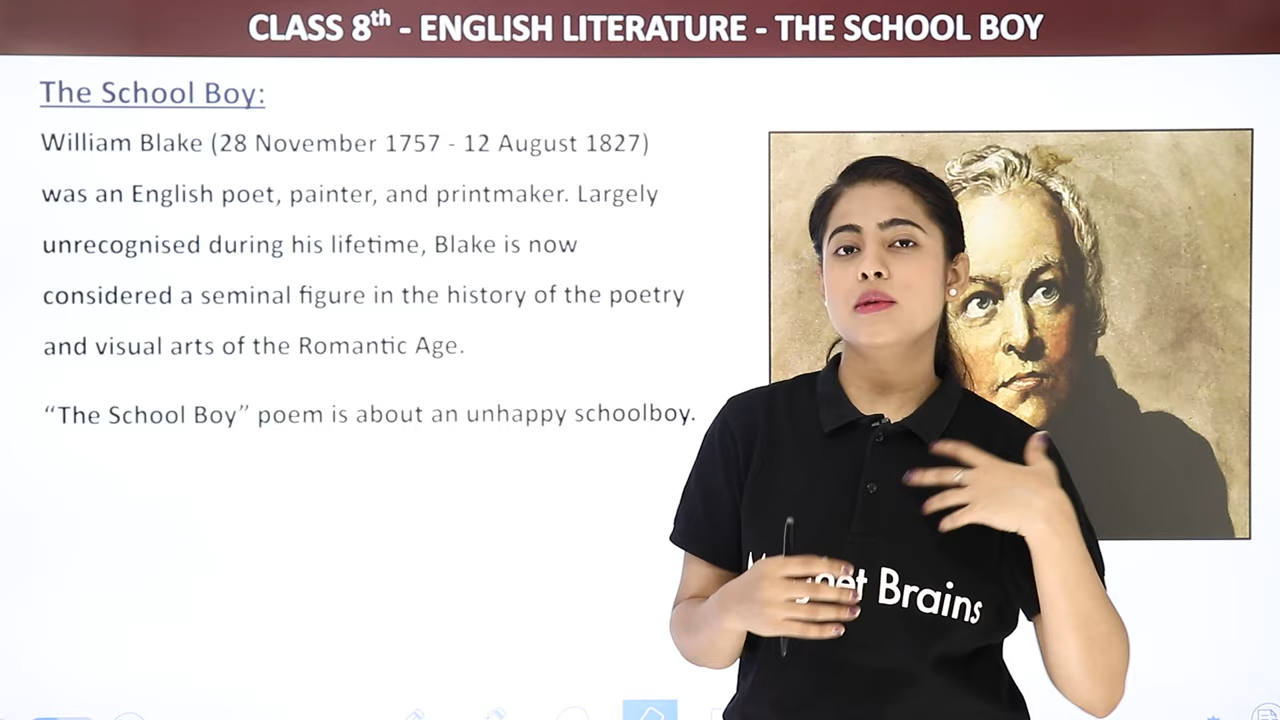 CLASS 8th - ENGLISH LITERATURE - THE SCHOOL BOY
The School Boy:
William Blake (28 November 1757 - 12 August 1827)
was an English poet, painter, and printmaker. Largely
unrecognised during his lifetime, Blake is now
considered a seminal figure in the history of the poetry
and visual arts of the Romantic Age.
“The School Boy” poem is about an unhappy schoolboy.
Brains